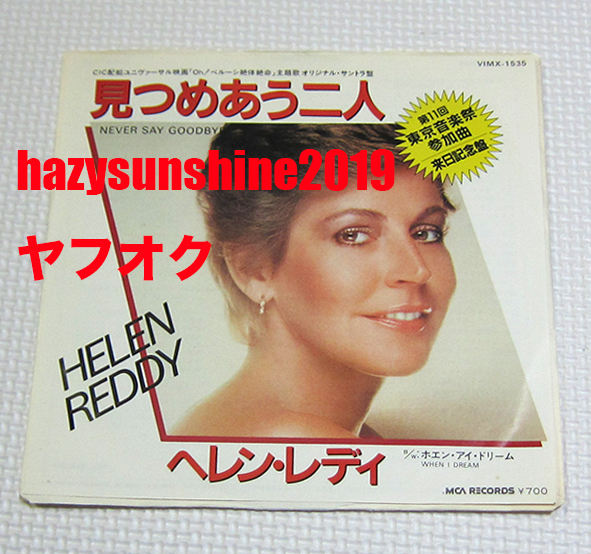 VIMX-1535
CIC配給ユニヴァーサル映画「Oh!ベルーシ絶体絶命」主題歌 オリジナル・サントラ盤
見つめあう二人
NEVER SAY GOODBYE
第11回
東京音楽祭
参加曲
来日記念盤
hazysunshine2019
ヤフオク
HELEN
REDDY
ヘレン・レディ
B/W: ホエン・アイ・ドリーム
WHEN I DREAM
MCA RECORDS ¥700